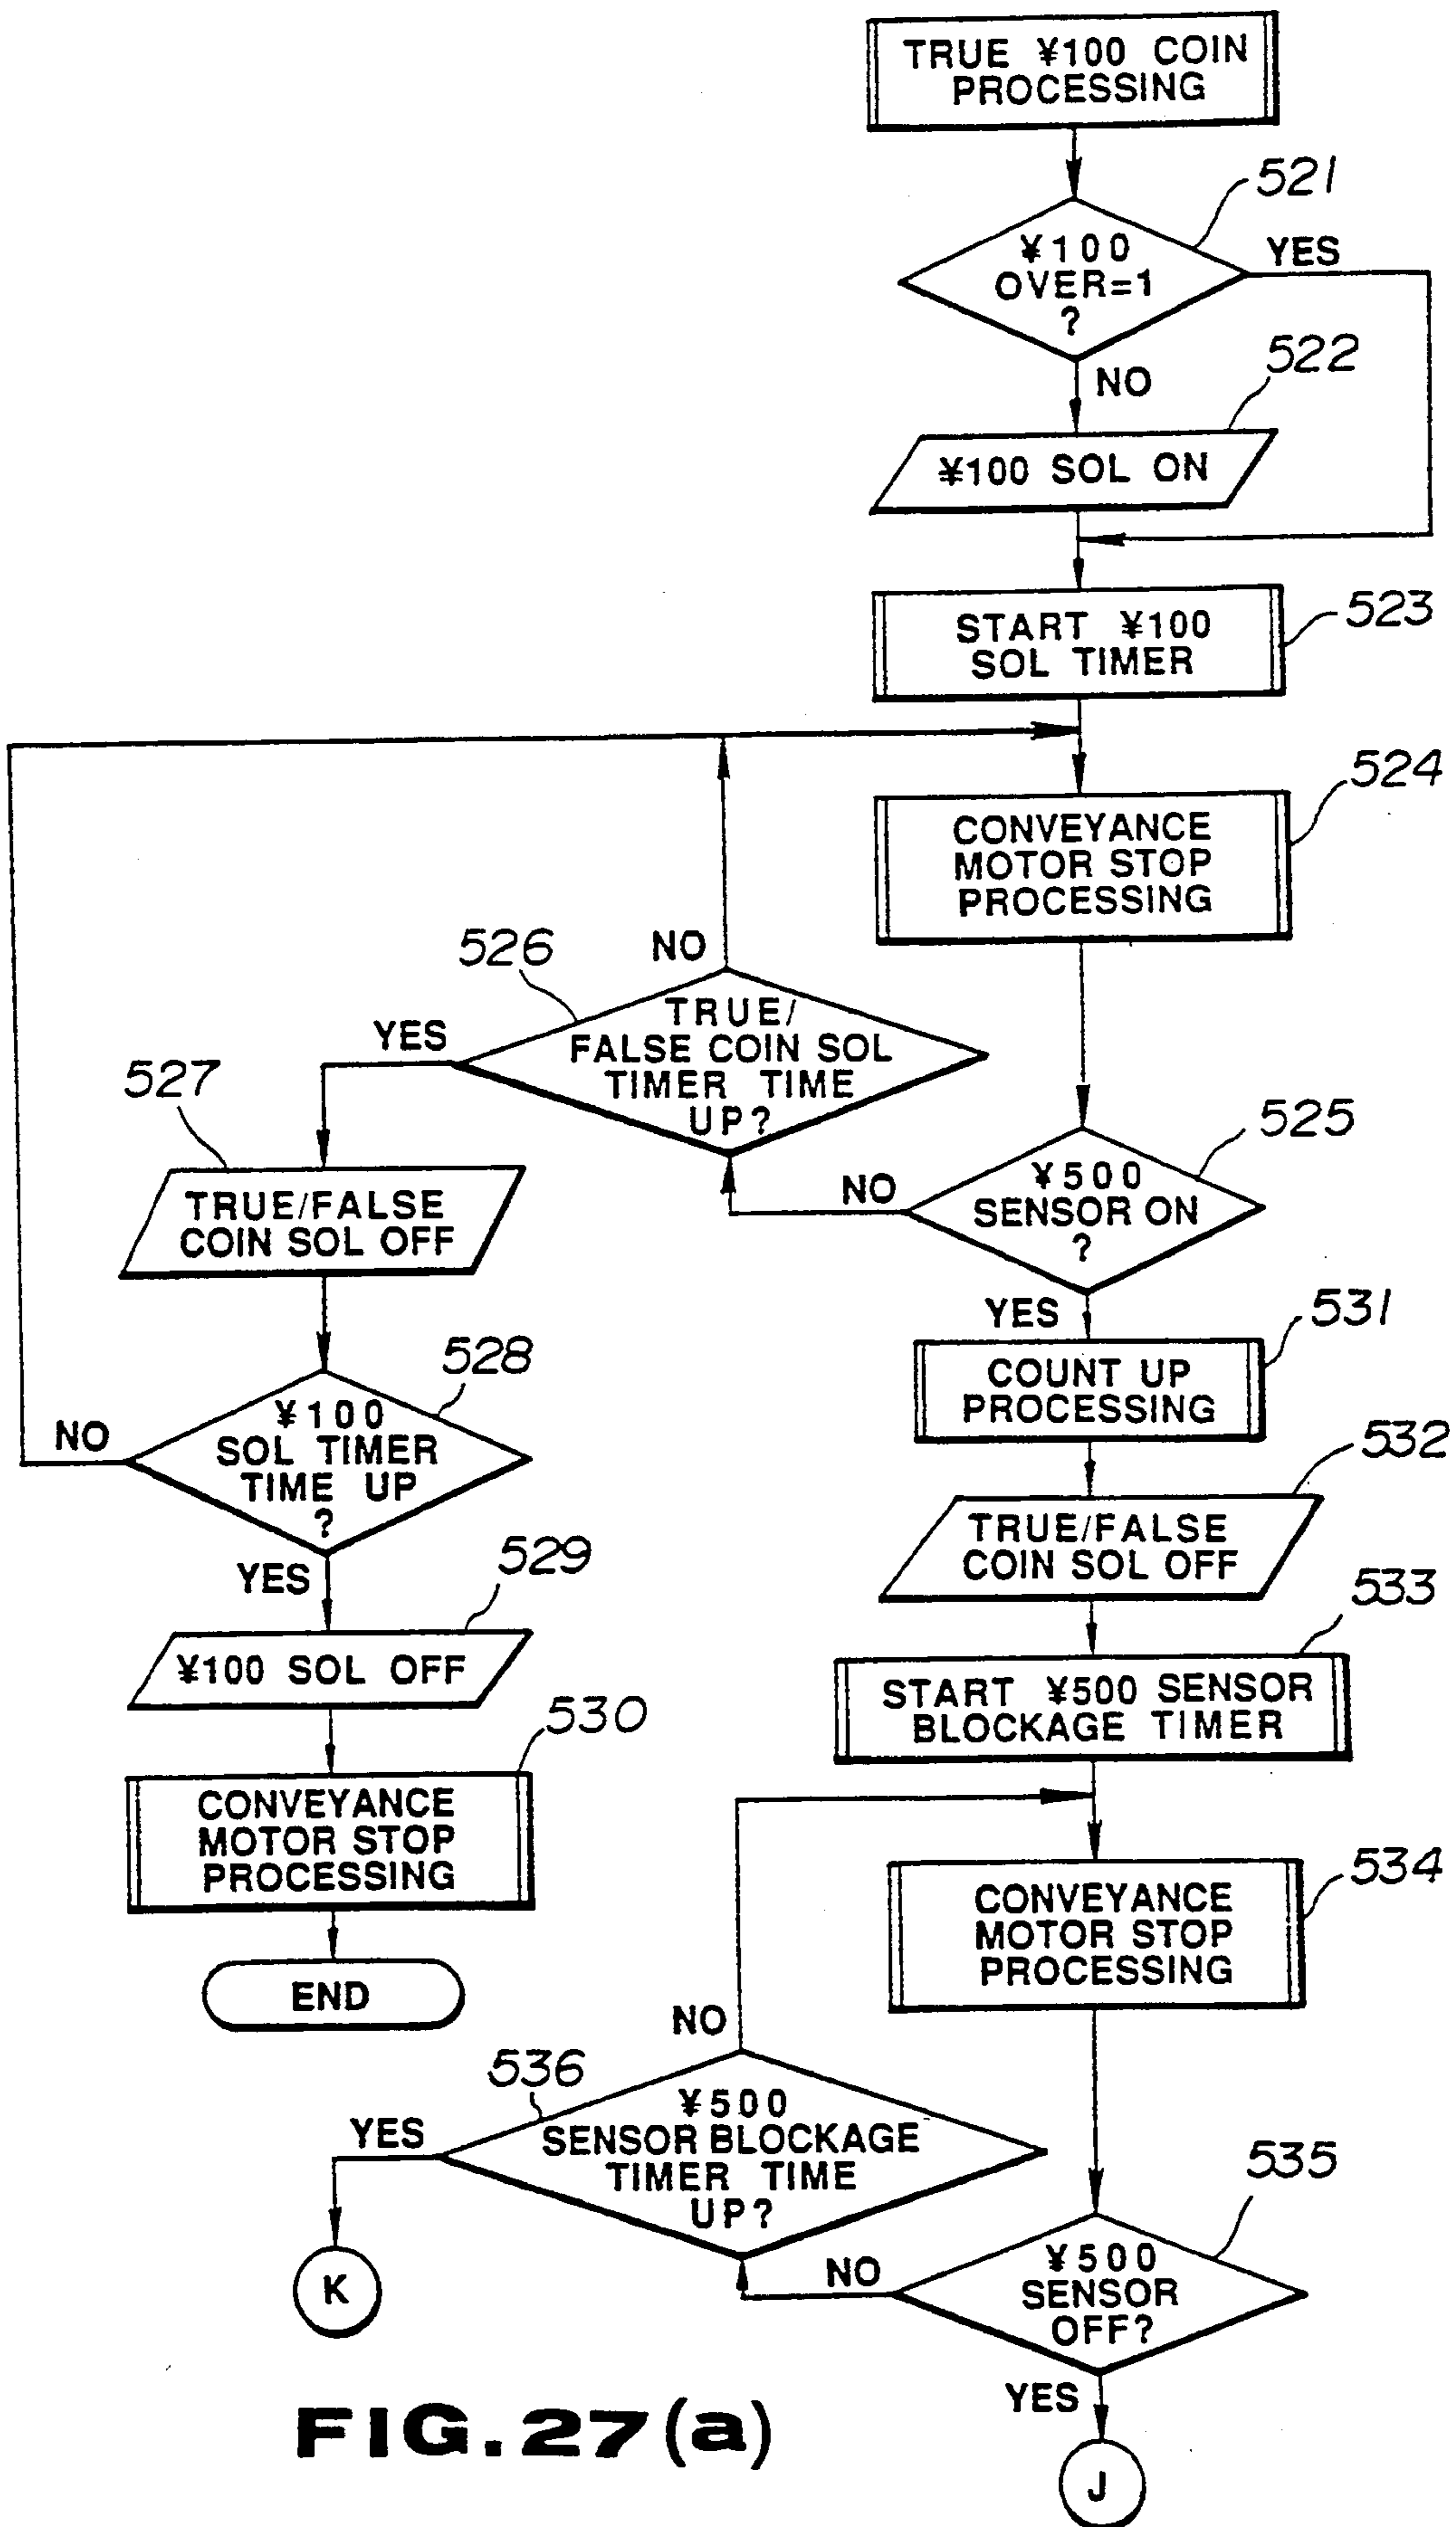 TRUE ¥100 COIN
PROCESSING
521
¥100
OVER=1
?
YES
NO
522
¥100 SOL ON
523
START ¥100
SOL TIMER
524
CONVEYANCE
MOTOR STOP
PROCESSING
525
¥500
SENSOR ON
?
NO
YES
526
TRUE/
FALSE COIN SOL
TIMER TIME
UP?
NO
YES
527
TRUE/FALSE
COIN SOL OFF
528
¥100
SOL TIMER
TIME UP
?
NO
YES
529
¥100 SOL OFF
530
CONVEYANCE
MOTOR STOP
PROCESSING
END
531
COUNT UP
PROCESSING
532
TRUE/FALSE
COIN SOL OFF
533
START ¥500 SENSOR
BLOCKAGE TIMER
534
CONVEYANCE
MOTOR STOP
PROCESSING
535
¥500
SENSOR
OFF?
NO
YES
536
¥500
SENSOR BLOCKAGE
TIMER TIME
UP?
NO
YES
K
J
FIG.27(a)